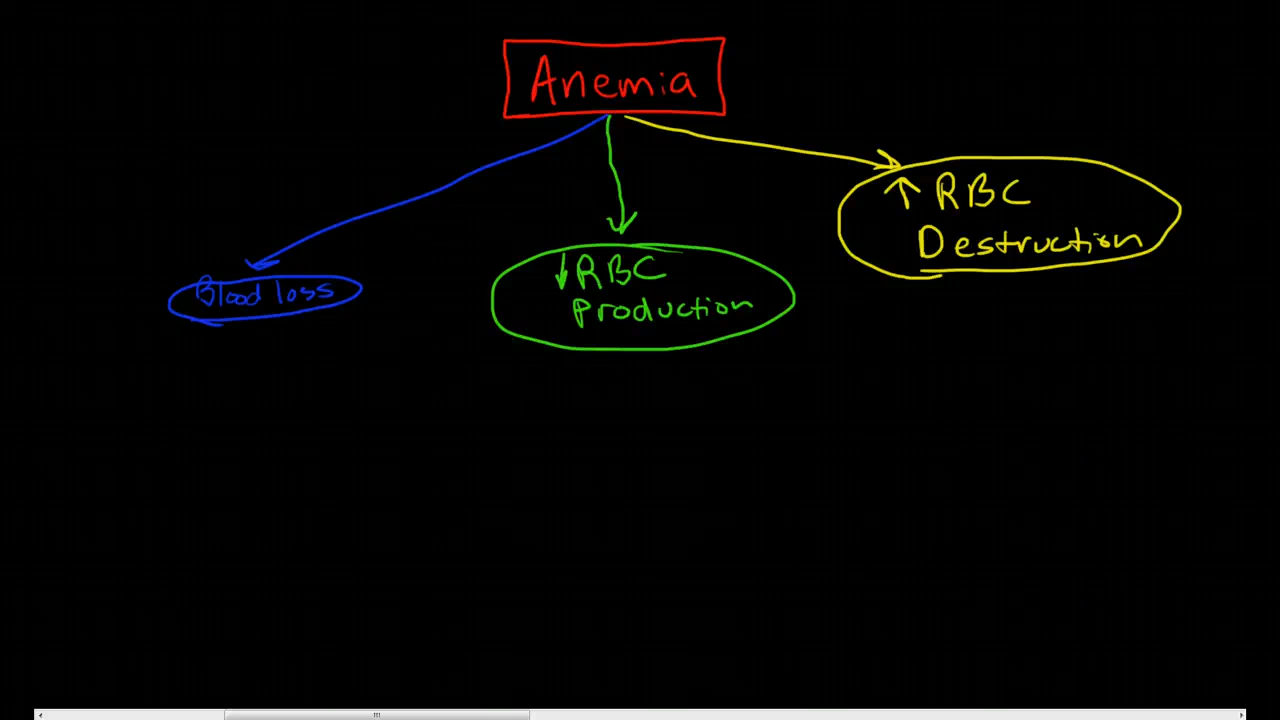 Anemia
Blood loss
↓ RBC
Production
↑ RBC
Destruction